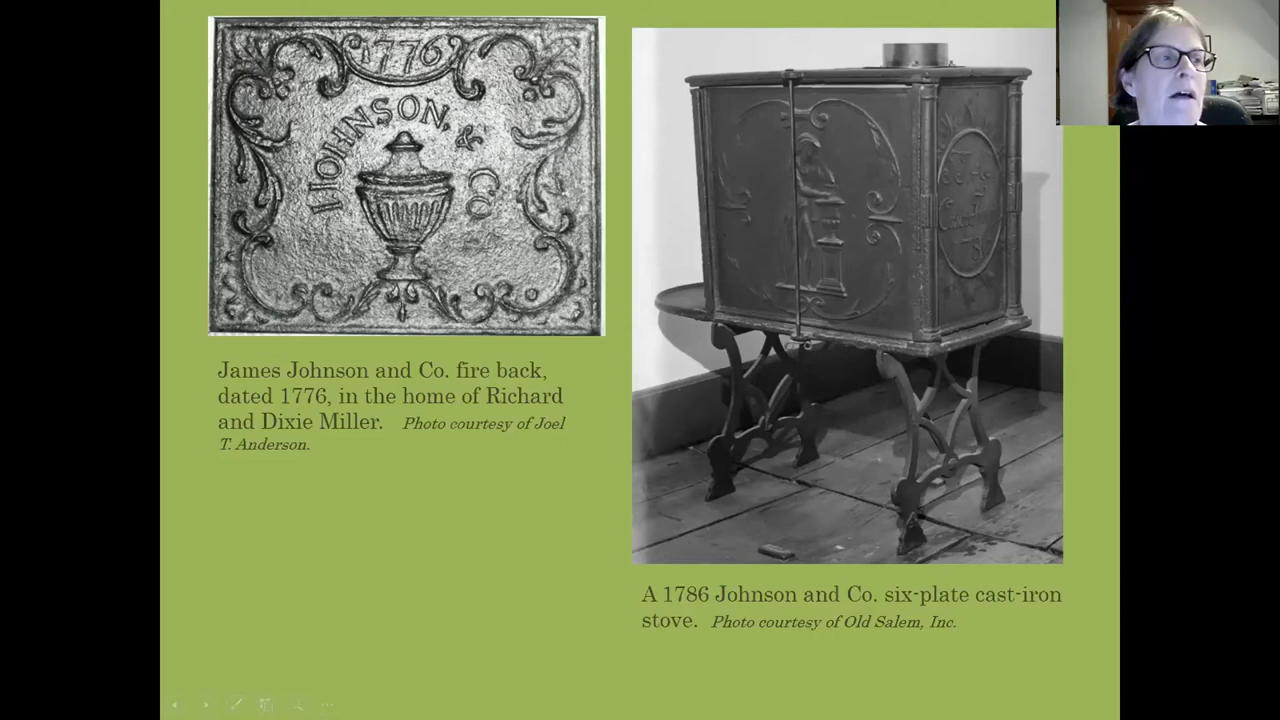 1776
JOHNSON, & Co
James Johnson and Co. fire back,
dated 1776, in the home of Richard
and Dixie Miller. Photo courtesy of Joel
T. Anderson.
A 1786 Johnson and Co. six-plate cast-iron
stove. Photo courtesy of Old Salem, Inc.